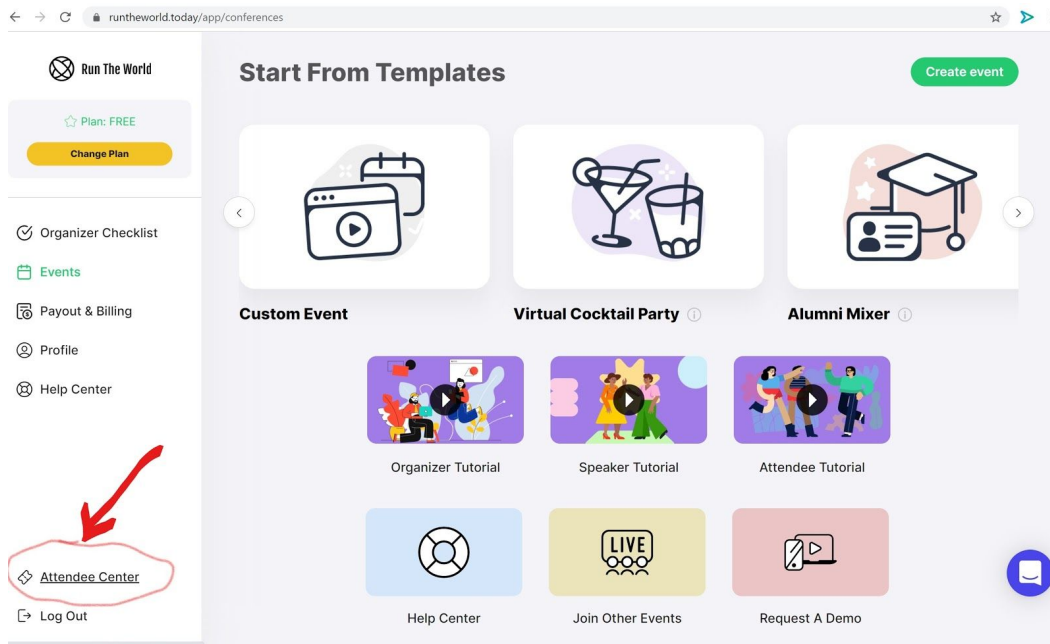 runtheworld.today/app/conferences
Run The World
Plan: FREE
Change Plan
Organizer Checklist
Events
Payout & Billing
Profile
Help Center
Attendee Center
Log Out
Start From Templates
Create event
Custom Event
Virtual Cocktail Party
Alumni Mixer
Organizer Tutorial
Speaker Tutorial
Attendee Tutorial
LIVE
Help Center
Join Other Events
Request A Demo